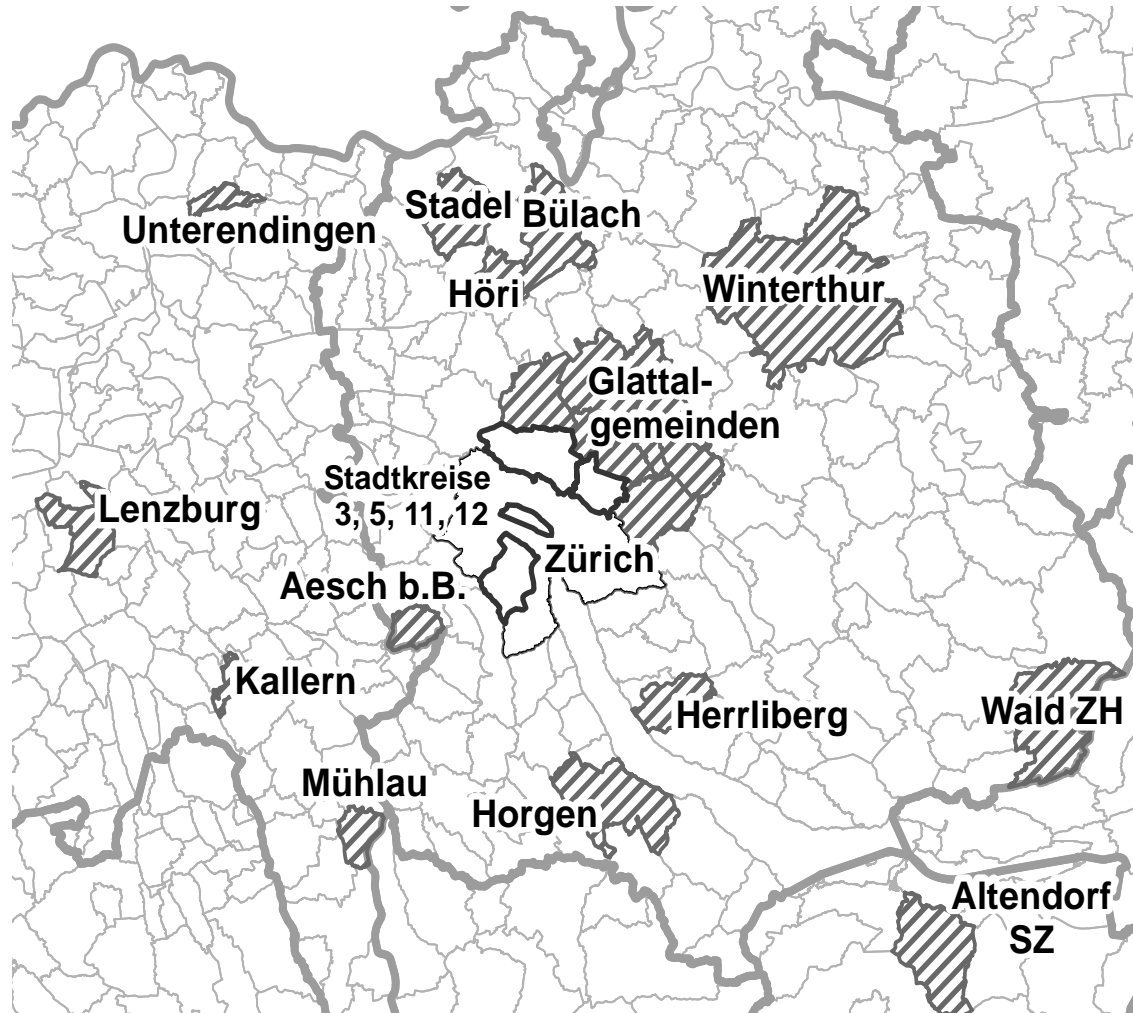 Stadel
Bülach
Unterendingen
Höri
Winterthur
Glattal-
gemeinden
Stadtkreise
3, 5, 11, 12
Lenzburg
Zürich
Aesch b.B.
Kallern
Herrliberg
Wald ZH
Mühlau
Horgen
Altendorf
SZ